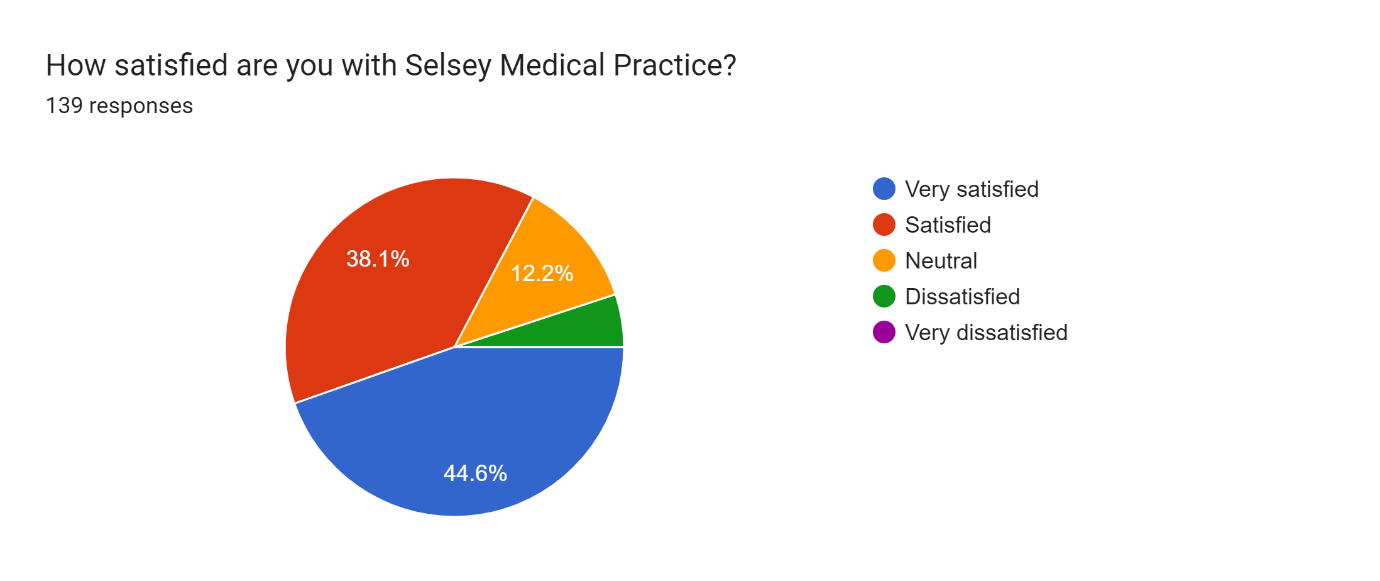 How satisfied are you with Selsey Medical Practice?
139 responses
Very satisfied
Satisfied
Neutral
Dissatisfied
Very dissatisfied
38.1%
12.2%
44.6%